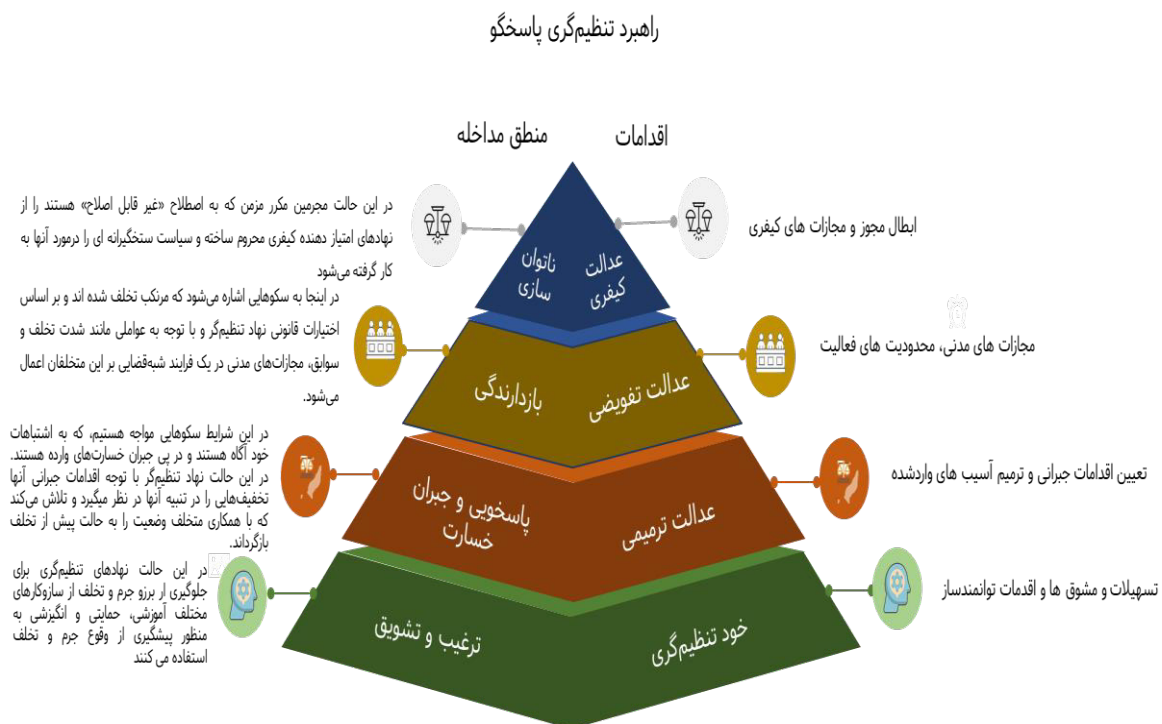 راهبرد تنظیم‌گری پاسخگو
اقدامات
منطق مداخله
ابطال مجوز و مجازات های کیفری
عدالت
کیفری
ناتوان
سازی
در این حالت مجرمین مکرر مزمن که به اصطلاح «غیر قابل اصلاح» هستند را از
نهادهای امتیاز دهنده کیفری محروم ساخته و سیاست ستخگیرانه ای را درمورد آنها به
کار گرفته می‌شود
مجازات های مدنی، محدودیت های فعالیت
عدالت تفویضی
بازدارندگی
در اینجا به سکوهایی اشاره می‌شود که مرتکب تخلف شده اند و بر اساس
اختیارات قانونی نهاد تنظیم‌گر و با توجه به عواملی مانند شدت تخلف و
سوابق، مجازات‌های مدنی در یک فرایند شبه‌قضایی بر این متخلفان اعمال
می‌شود.
تعیین اقدامات جبرانی و ترمیم آسیب های واردشده
عدالت ترمیمی
پاسخویی و جبران
خسارت
در این شرایط سکوهایی مواجه هستیم، که به اشتباهات
خود آگاه هستند و در پی جبران خسارت‌های وارده هستند.
در این حالت نهاد تنظیم‌گر با توجه اقدامات جبرانی آنها
تخفیف‌هایی را در تنبیه آنها در نظر میگیرد و تلاش می‌کند
که با همکاری متخلف وضعیت را به حالت پیش از تخلف
بازگرداند.
تسهیلات و مشوق ها و اقدمات توانمندساز
خود تنظیم‌گری
ترغیب و تشویق
در این حالت نهادهای تنظیم‌گری برای
جلوگیری ار برزو جرم و تخلف از سازوکارهای
مختلف آموزشی، حمایتی و انگیزشی به
منظور پیشگیری از وقوع جرم و تخلف
استفاده می کنند